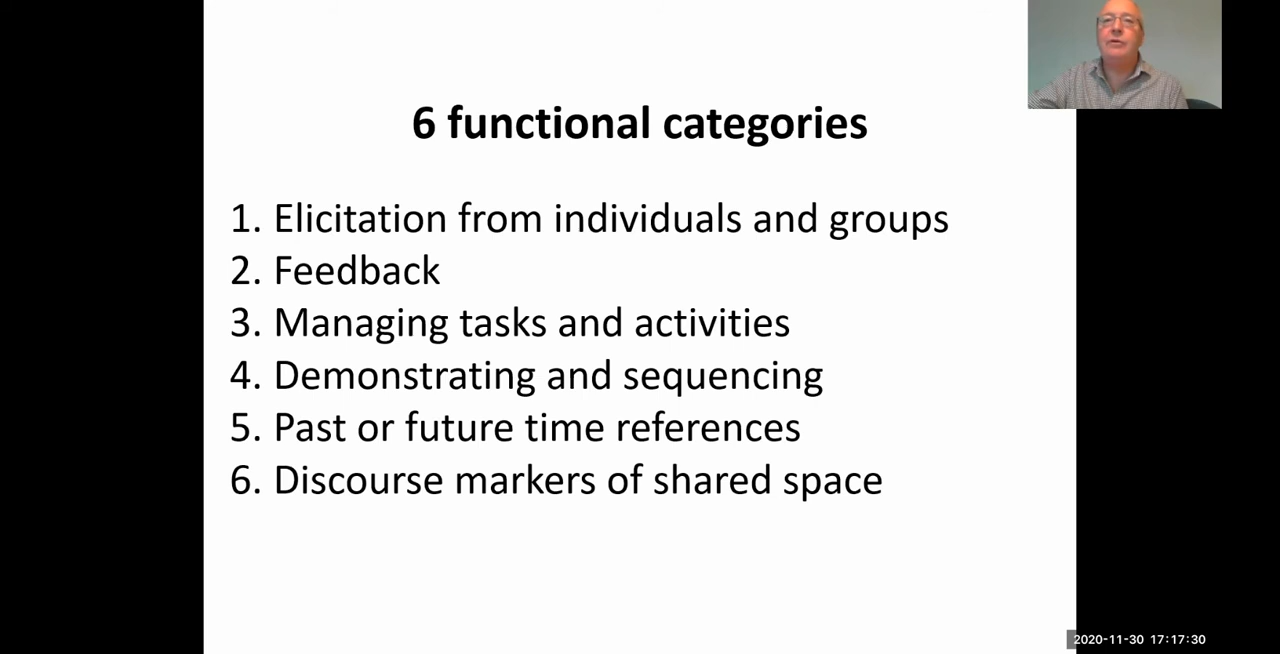 6 functional categories
1. Elicitation from individuals and groups
2. Feedback
3. Managing tasks and activities
4. Demonstrating and sequencing
5. Past or future time references
6. Discourse markers of shared space
2020-11-30 17:17:30